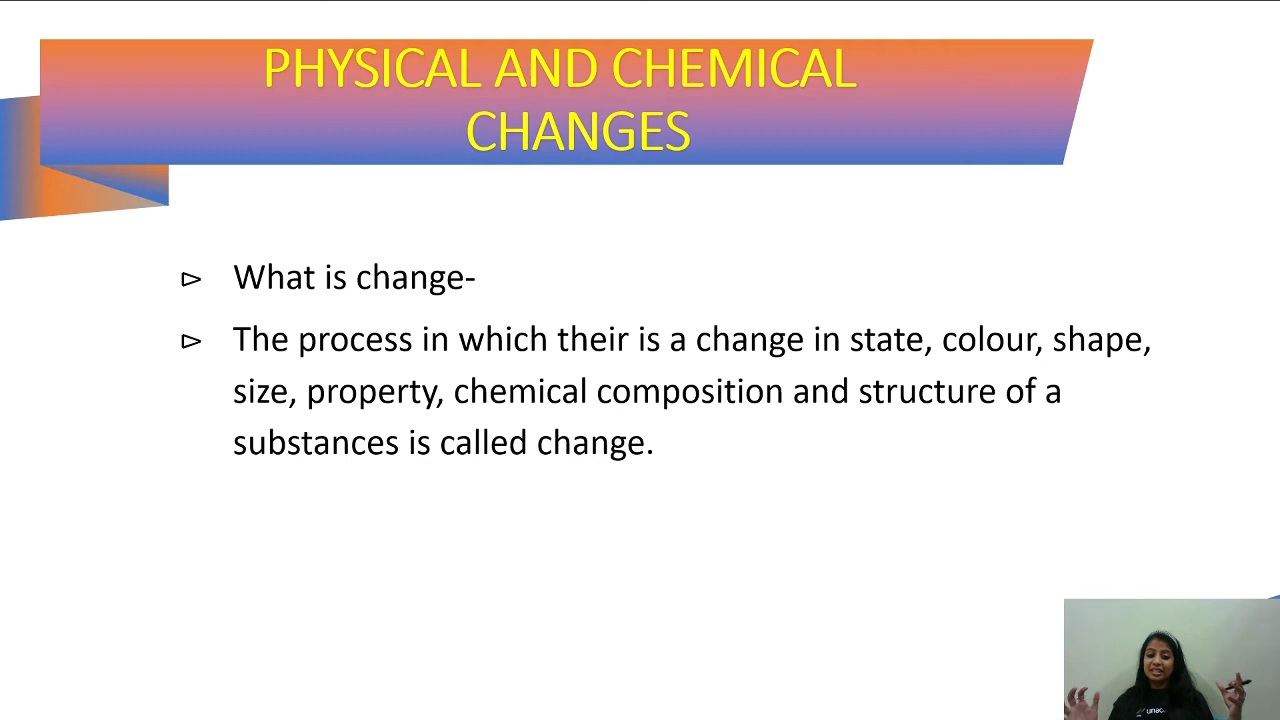 PHYSICAL AND CHEMICAL
CHANGES
What is change-
The process in which their is a change in state, colour, shape,
size, property, chemical composition and structure of a
substances is called change.